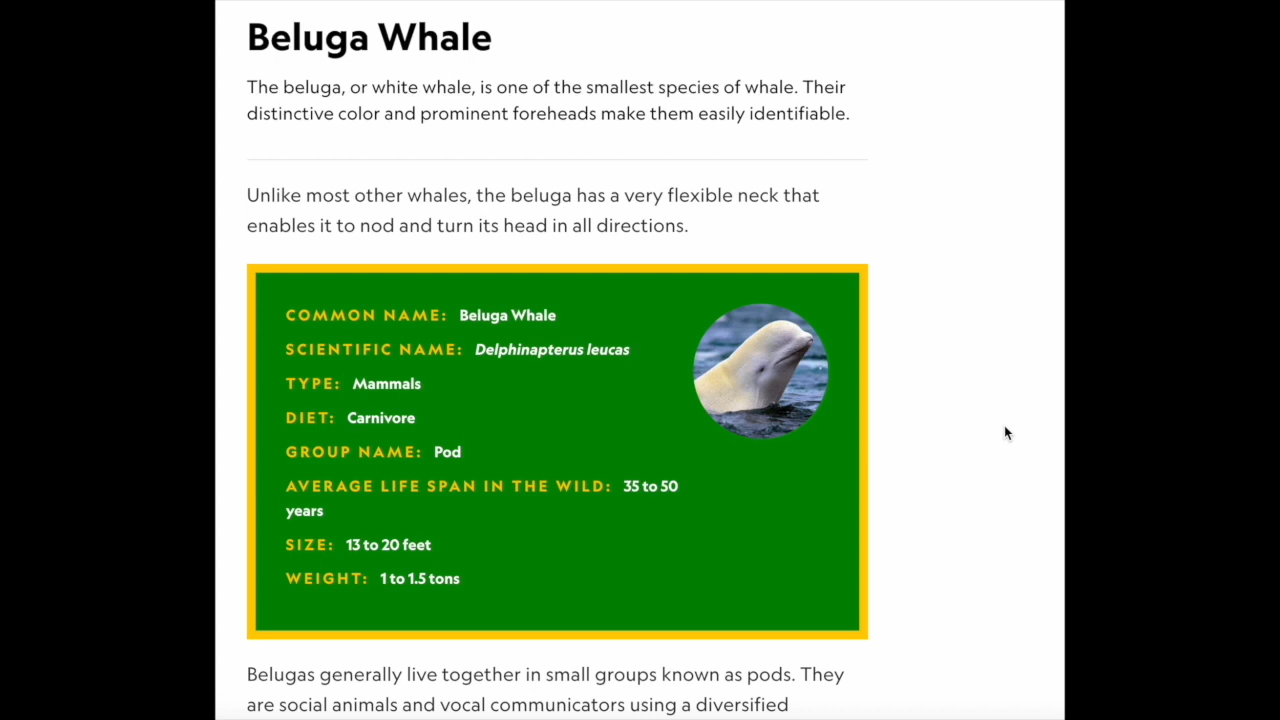 Beluga Whale
The beluga, or white whale, is one of the smallest species of whale. Their
distinctive color and prominent foreheads make them easily identifiable.
Unlike most other whales, the beluga has a very flexible neck that
enables it to nod and turn its head in all directions.
COMMON NAME: Beluga Whale
SCIENTIFIC NAME: Delphinapterus leucas
TYPE: Mammals
DIET: Carnivore
GROUP NAME: Pod
AVERAGE LIFE SPAN IN THE WILD: 35 to 50
years
SIZE: 13 to 20 feet
WEIGHT: 1 to 1.5 tons
Belugas generally live together in small groups known as pods. They
are social animals and vocal communicators using a diversified